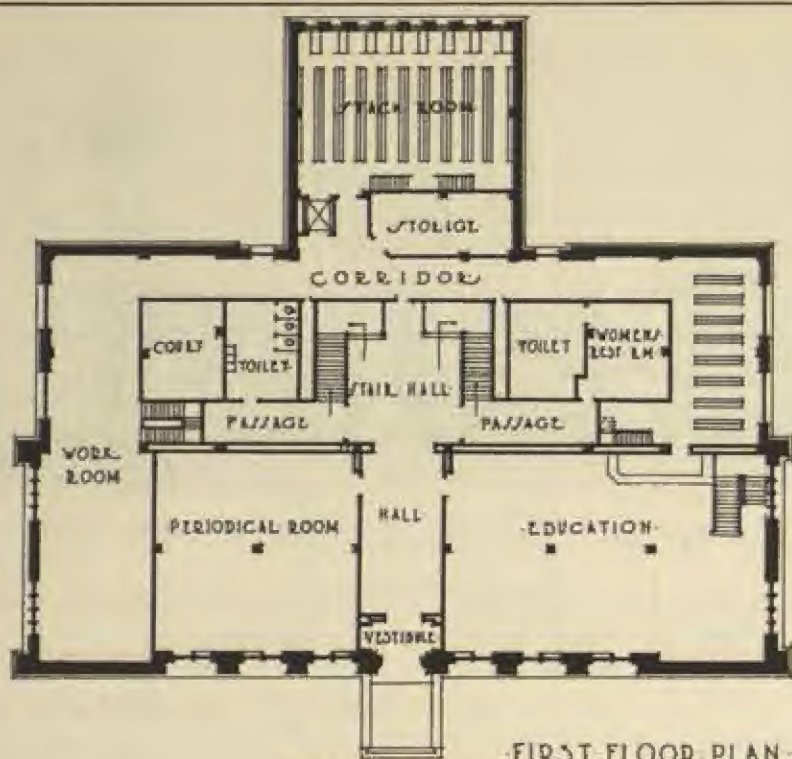 STACK ROOM
STORAGE
CORRIDOR
COURT
TOILET
STAIR HALL
TOILET
WOMENS
REST RM
PASSAGE
PASSAGE
WORK
ROOM
PERIODICAL ROOM
HALL
·EDUCATION·
VESTIBULE
·FIRST FLOOR PLAN·